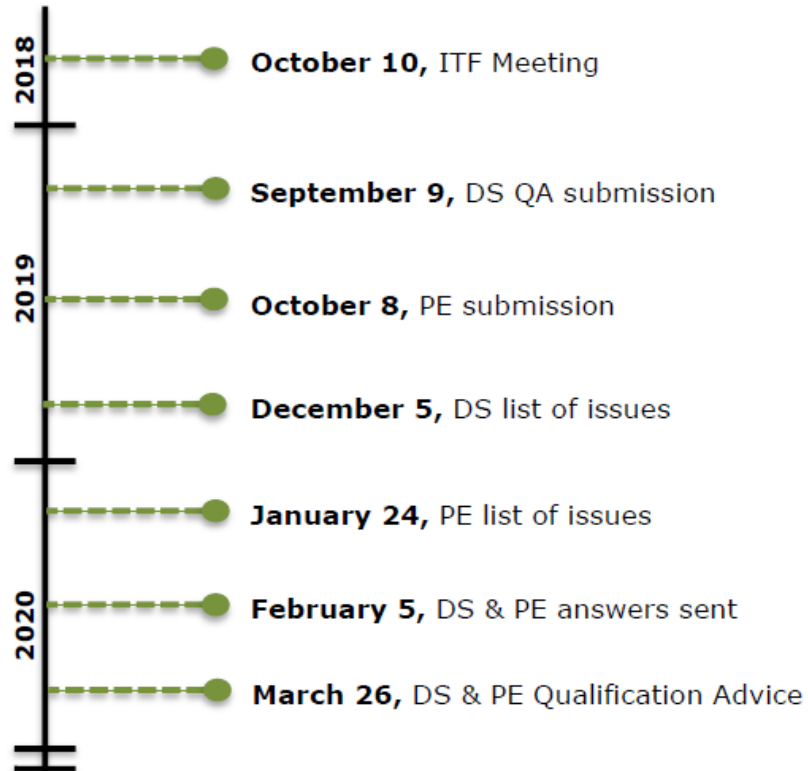 2018
October 10, ITF Meeting
2019
September 9, DS QA submission
October 8, PE submission
December 5, DS list of issues
2020
January 24, PE list of issues
February 5, DS & PE answers sent
March 26, DS & PE Qualification Advice